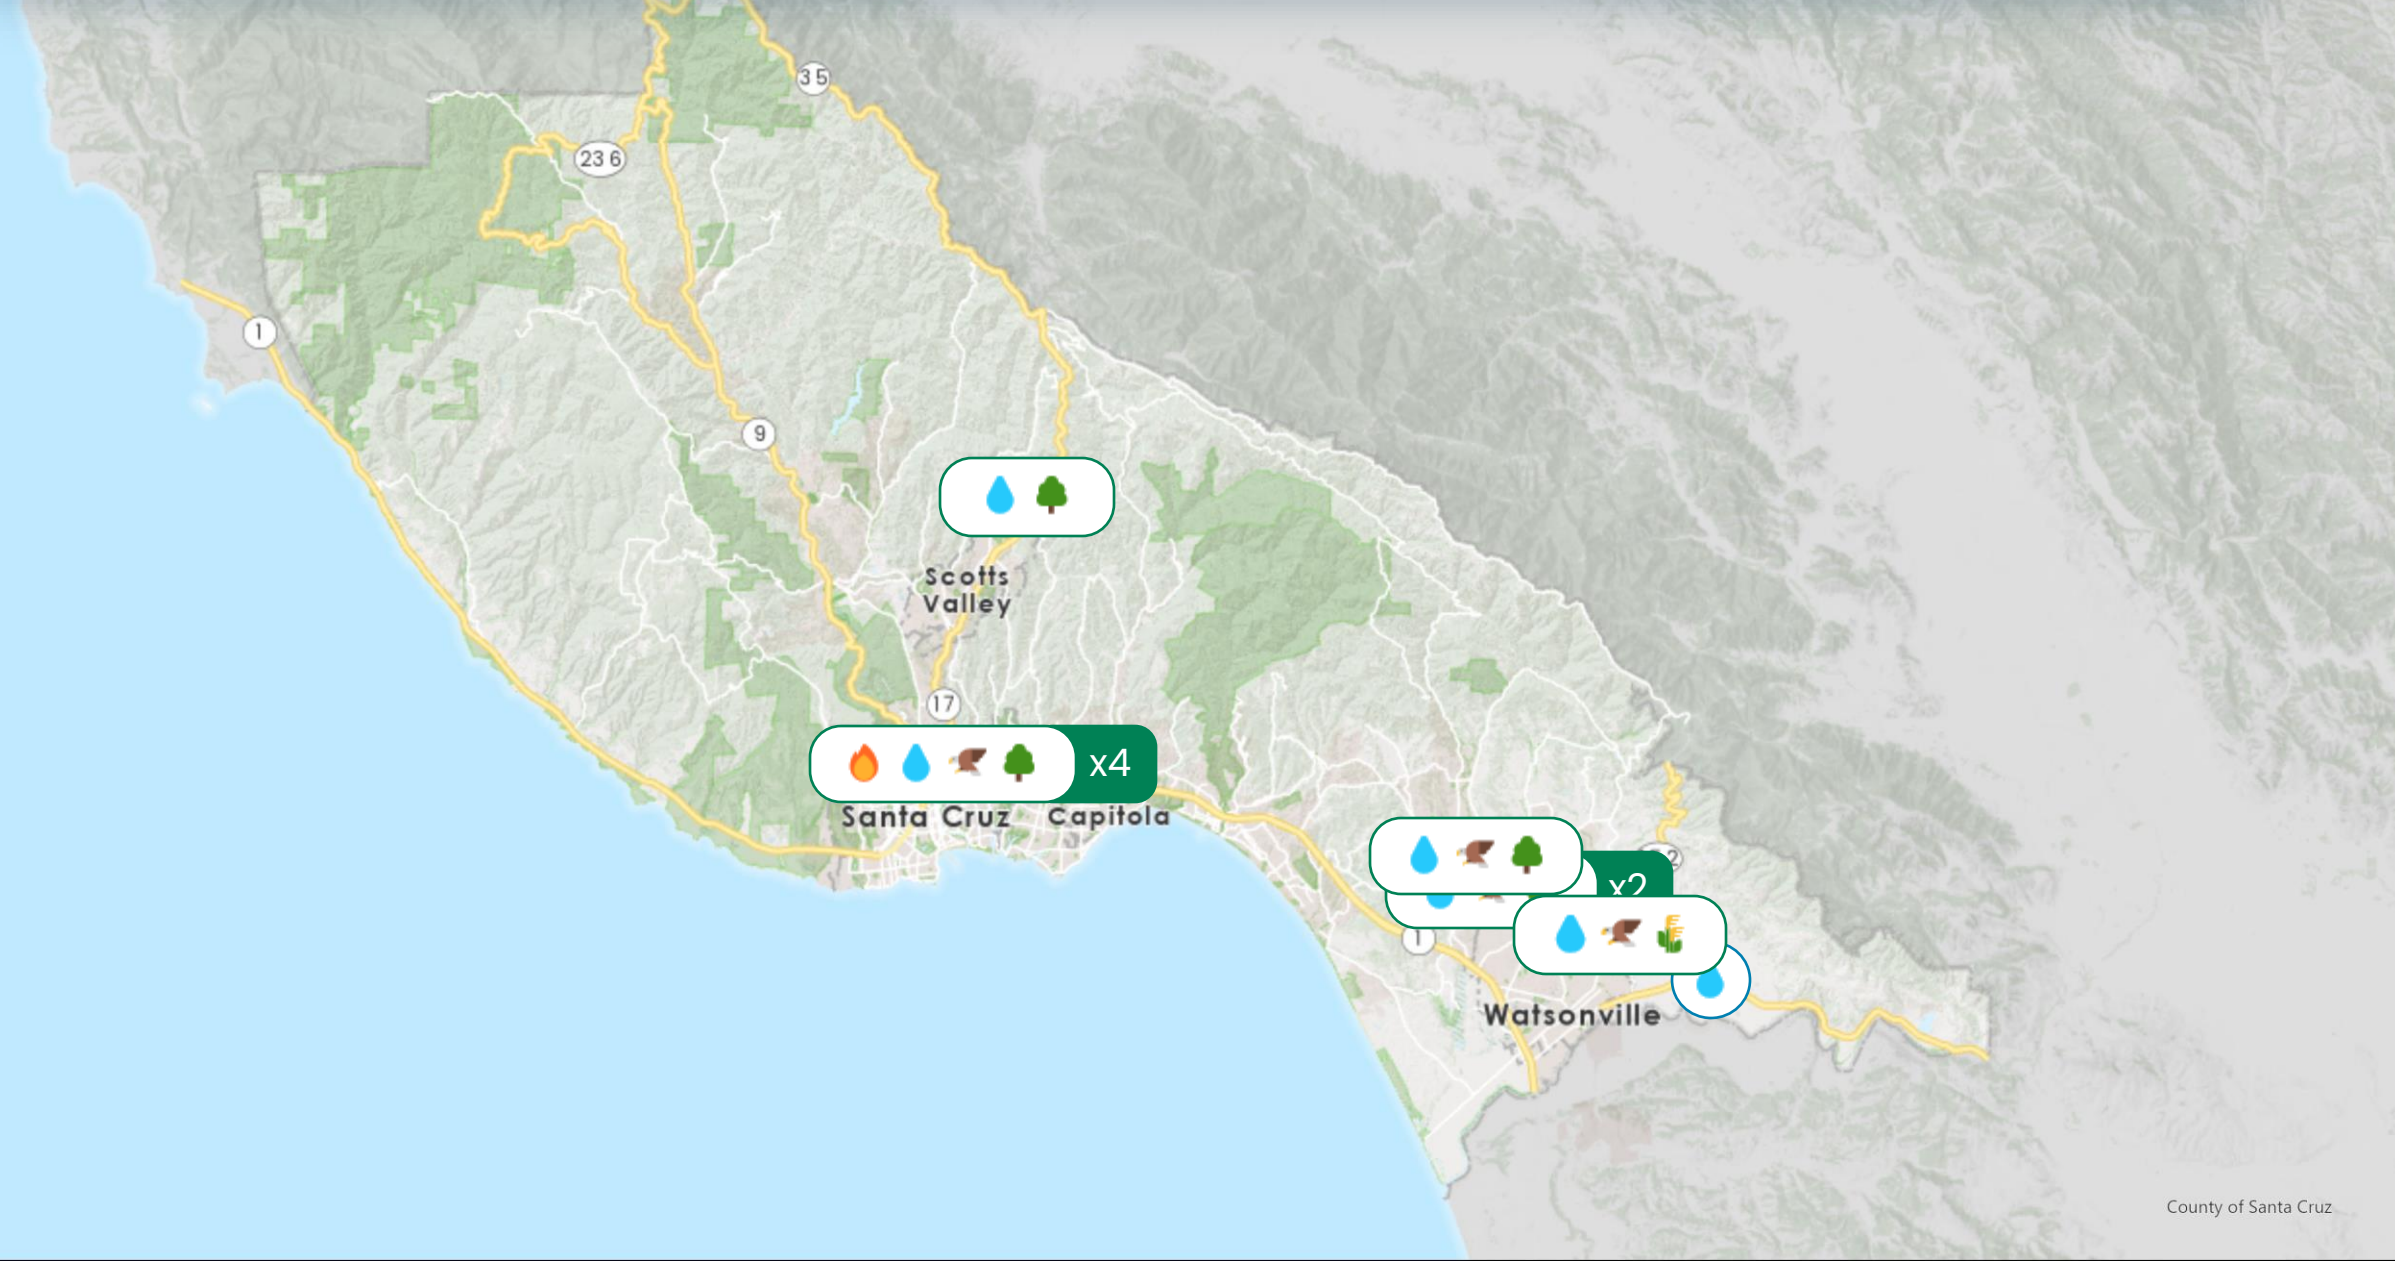 35
236
1
9
Scotts
Valley
17
x4
Santa Cruz
Capitola
x2
1
Watsonville
County of Santa Cruz